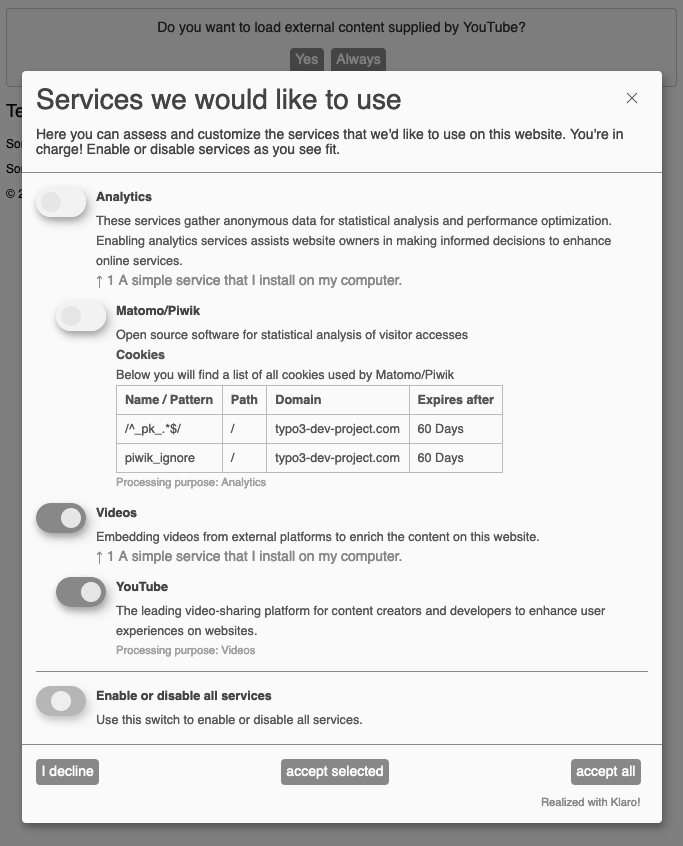 Do you want to load external content supplied by YouTube?
Yes Always
Services we would like to use
Here you can assess and customize the services that we'd like to use on this website. You're in
charge! Enable or disable services as you see fit.
Analytics
These services gather anonymous data for statistical analysis and performance optimization.
Enabling analytics services assists website owners in making informed decisions to enhance
online services.
↑ 1 A simple service that I install on my computer.
Matomo/Piwik
Open source software for statistical analysis of visitor accesses
Cookies
Below you will find a list of all cookies used by Matomo/Piwik
Name / Pattern Path Domain Expires after
/^_pk_.*$/ / typo3-dev-project.com 60 Days
piwik_ignore / typo3-dev-project.com 60 Days
Processing purpose: Analytics
Videos
Embedding videos from external platforms to enrich the content on this website.
↑ 1 A simple service that I install on my computer.
YouTube
The leading video-sharing platform for content creators and developers to enhance user
experiences on websites.
Processing purpose: Videos
Enable or disable all services
Use this switch to enable or disable all services.
I decline accept selected accept all
Realized with Klaro!